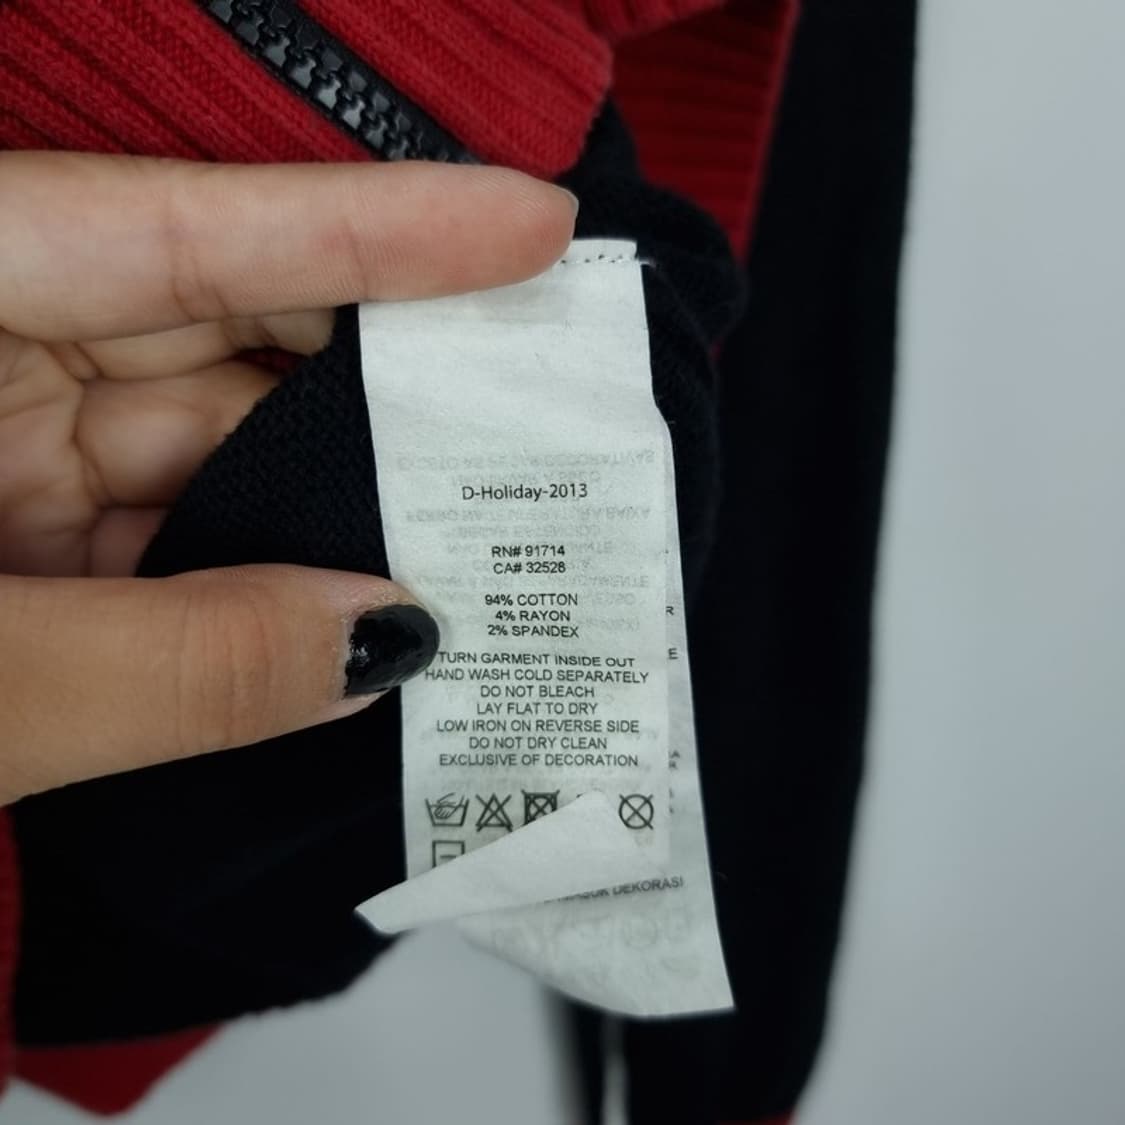 D-Holiday-2013
RN# 91714
CA# 32528
94% COTTON
4% RAYON
2% SPANDEX
TURN GARMENT INSIDE OUT
HAND WASH COLD SEPARATELY
DO NOT BLEACH
LAY FLAT TO DRY
LOW IRON ON REVERSE SIDE
DO NOT DRY CLEAN
EXCLUSIVE OF DECORATION
DEKORASI